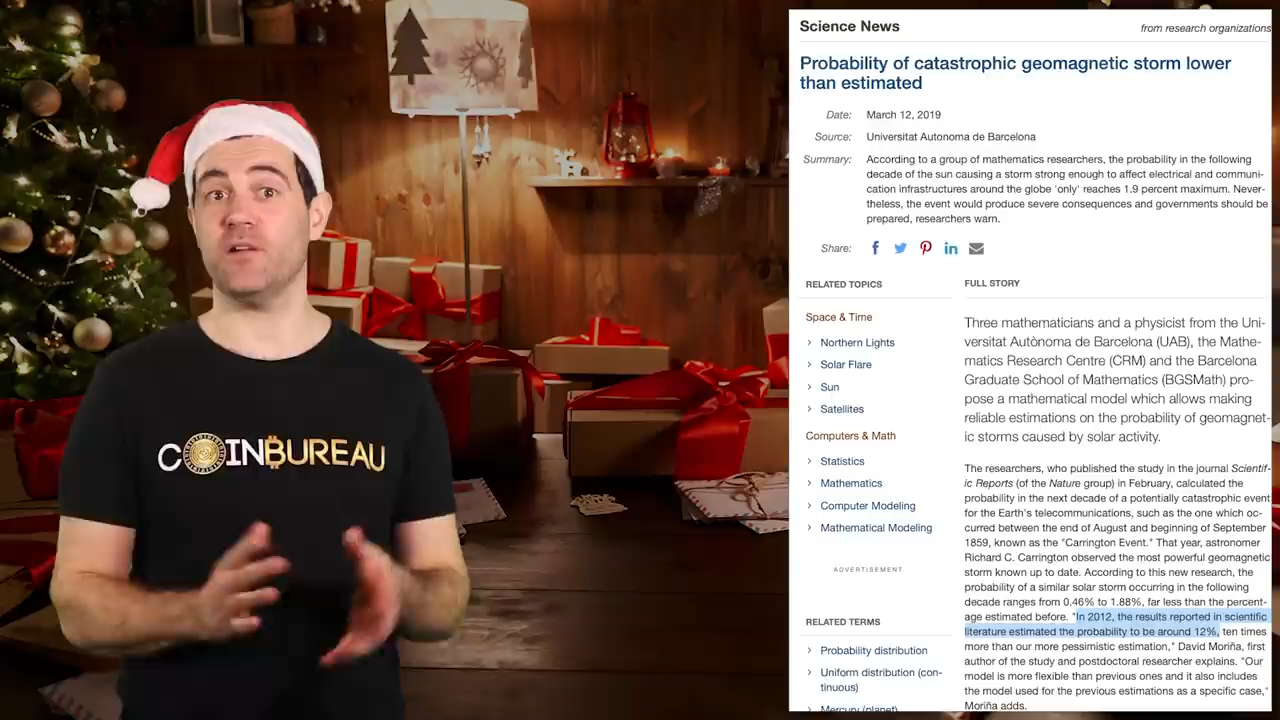 COINBUREAU
Science News
from research organizations
Probability of catastrophic geomagnetic storm lower
than estimated
Date: March 12, 2019
Source: Universitat Autonoma de Barcelona
Summary: According to a group of mathematics researchers, the probability in the following
decade of the sun causing a storm strong enough to affect electrical and communi-
cation infrastructures around the globe 'only' reaches 1.9 percent maximum. Never-
theless, the event would produce severe consequences and governments should be
prepared, researchers warn.
Share:
RELATED TOPICS
Space & Time
Northern Lights
Solar Flare
Sun
Satellites
Computers & Math
Statistics
Mathematics
Computer Modeling
Mathematical Modeling
ADVERTISEMENT
RELATED TERMS
Probability distribution
Uniform distribution (con-
tinuous)
Mercury (planet)
FULL STORY
Three mathematicians and a physicist from the Uni-
versitat Autònoma de Barcelona (UAB), the Mathe-
matics Research Centre (CRM) and the Barcelona
Graduate School of Mathematics (BGSMath) pro-
pose a mathematical model which allows making
reliable estimations on the probability of geomagnet-
ic storms caused by solar activity.
The researchers, who published the study in the journal Scientif-
ic Reports (of the Nature group) in February, calculated the
probability in the next decade of a potentially catastrophic event
for the Earth's telecommunications, such as the one which oc-
curred between the end of August and beginning of September
1859, known as the "Carrington Event." That year, astronomer
Richard C. Carrington observed the most powerful geomagnetic
storm known up to date. According to this new research, the
probability of a similar solar storm occurring in the following
decade ranges from 0.46% to 1.88%, far less than the percent-
age estimated before. "In 2012, the results reported in scientific
literature estimated the probability to be around 12%, ten times
more than our more pessimistic estimation," David Moriña, first
author of the study and postdoctoral researcher explains. "Our
model is more flexible than previous ones and it also includes
the model used for the previous estimations as a specific case,"
Moriña adds.